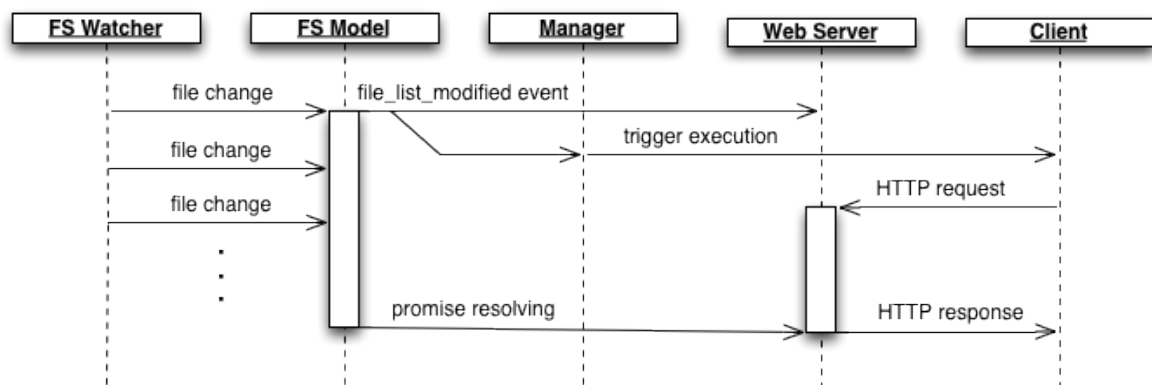 FS Watcher FS Model Manager Web Server Client
file change file_list_modified event
trigger execution
file change
HTTP request
file change
promise resolving HTTP response